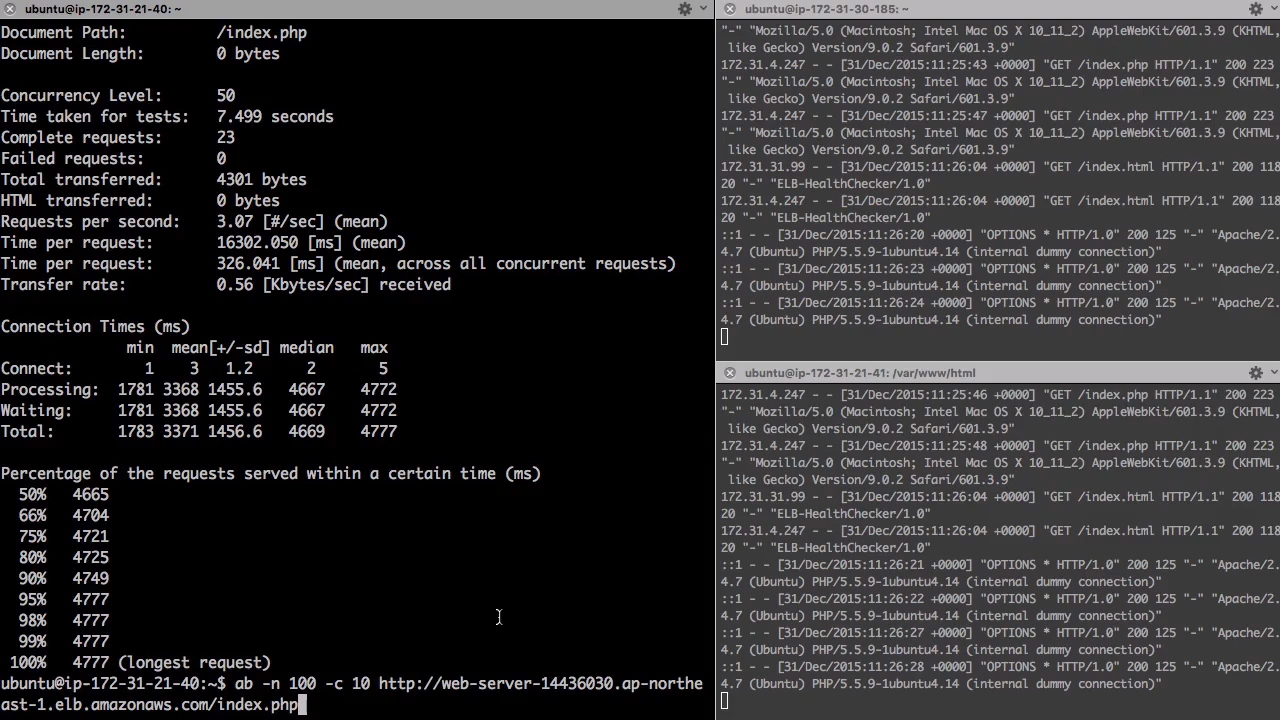 ubuntu@ip-172-31-21-40: ~
Document Path: /index.php
Document Length: 0 bytes
Concurrency Level: 50
Time taken for tests: 7.499 seconds
Complete requests: 23
Failed requests: 0
Total transferred: 4301 bytes
HTML transferred: 0 bytes
Requests per second: 3.07 [#/sec] (mean)
Time per request: 16302.050 [ms] (mean)
Time per request: 326.041 [ms] (mean, across all concurrent requests)
Transfer rate: 0.56 [Kbytes/sec] received
Connection Times (ms)
min mean[+/-sd] median max
Connect: 1 3 1.2 2 5
Processing: 1781 3368 1455.6 4667 4772
Waiting: 1781 3368 1455.6 4667 4772
Total: 1783 3371 1456.6 4669 4777
Percentage of the requests served within a certain time (ms)
50% 4665
66% 4704
75% 4721
80% 4725
90% 4749
95% 4777
98% 4777
99% 4777
100% 4777 (longest request)
ubuntu@ip-172-31-21-40:~$ ab -n 100 -c 10 http://web-server-14436030.ap-northe
ast-1.elb.amazonaws.com/index.php
ubuntu@ip-172-31-30-185: ~
"-" "Mozilla/5.0 (Macintosh; Intel Mac OS X 10_11_2) AppleWebKit/601.3.9 (KHTML,
like Gecko) Version/9.0.2 Safari/601.3.9"
172.31.4.247 - - [31/Dec/2015:11:25:43 +0000] "GET /index.php HTTP/1.1" 200 223
"-" "Mozilla/5.0 (Macintosh; Intel Mac OS X 10_11_2) AppleWebKit/601.3.9 (KHTML,
like Gecko) Version/9.0.2 Safari/601.3.9"
172.31.4.247 - - [31/Dec/2015:11:25:47 +0000] "GET /index.php HTTP/1.1" 200 223
"-" "Mozilla/5.0 (Macintosh; Intel Mac OS X 10_11_2) AppleWebKit/601.3.9 (KHTML,
like Gecko) Version/9.0.2 Safari/601.3.9"
172.31.31.99 - - [31/Dec/2015:11:26:04 +0000] "GET /index.html HTTP/1.1" 200 118
20 "-" "ELB-HealthChecker/1.0"
172.31.4.247 - - [31/Dec/2015:11:26:04 +0000] "GET /index.html HTTP/1.1" 200 118
20 "-" "ELB-HealthChecker/1.0"
::1 - - [31/Dec/2015:11:26:20 +0000] "OPTIONS * HTTP/1.0" 200 125 "-" "Apache/2.
4.7 (Ubuntu) PHP/5.5.9-1ubuntu4.14 (internal dummy connection)"
::1 - - [31/Dec/2015:11:26:23 +0000] "OPTIONS * HTTP/1.0" 200 125 "-" "Apache/2.
4.7 (Ubuntu) PHP/5.5.9-1ubuntu4.14 (internal dummy connection)"
::1 - - [31/Dec/2015:11:26:24 +0000] "OPTIONS * HTTP/1.0" 200 125 "-" "Apache/2.
4.7 (Ubuntu) PHP/5.5.9-1ubuntu4.14 (internal dummy connection)"
ubuntu@ip-172-31-21-41: /var/www/html
172.31.4.247 - - [31/Dec/2015:11:25:46 +0000] "GET /index.php HTTP/1.1" 200 223
"-" "Mozilla/5.0 (Macintosh; Intel Mac OS X 10_11_2) AppleWebKit/601.3.9 (KHTML,
like Gecko) Version/9.0.2 Safari/601.3.9"
172.31.4.247 - - [31/Dec/2015:11:25:48 +0000] "GET /index.php HTTP/1.1" 200 223
"-" "Mozilla/5.0 (Macintosh; Intel Mac OS X 10_11_2) AppleWebKit/601.3.9 (KHTML,
like Gecko) Version/9.0.2 Safari/601.3.9"
172.31.31.99 - - [31/Dec/2015:11:26:04 +0000] "GET /index.html HTTP/1.1" 200 118
20 "-" "ELB-HealthChecker/1.0"
172.31.4.247 - - [31/Dec/2015:11:26:04 +0000] "GET /index.html HTTP/1.1" 200 118
20 "-" "ELB-HealthChecker/1.0"
::1 - - [31/Dec/2015:11:26:21 +0000] "OPTIONS * HTTP/1.0" 200 125 "-" "Apache/2.
4.7 (Ubuntu) PHP/5.5.9-1ubuntu4.14 (internal dummy connection)"
::1 - - [31/Dec/2015:11:26:22 +0000] "OPTIONS * HTTP/1.0" 200 125 "-" "Apache/2.
4.7 (Ubuntu) PHP/5.5.9-1ubuntu4.14 (internal dummy connection)"
::1 - - [31/Dec/2015:11:26:27 +0000] "OPTIONS * HTTP/1.0" 200 125 "-" "Apache/2.
4.7 (Ubuntu) PHP/5.5.9-1ubuntu4.14 (internal dummy connection)"
::1 - - [31/Dec/2015:11:26:28 +0000] "OPTIONS * HTTP/1.0" 200 125 "-" "Apache/2.
4.7 (Ubuntu) PHP/5.5.9-1ubuntu4.14 (internal dummy connection)"